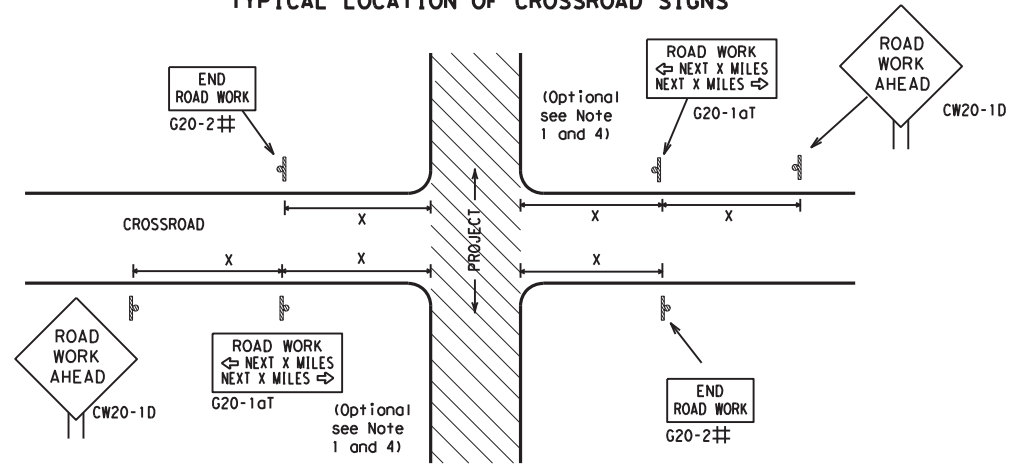 TYPICAL LOCATION OF CROSSROAD SIGNS
END
ROAD WORK
G20-2#
(Optional
see Note
1 and 4)
ROAD WORK
⇦ NEXT X MILES
NEXT X MILES ⇨
G20-1aT
ROAD
WORK
AHEAD
CW20-1D
X
X
X
CROSSROAD
PROJECT
X
X
X
ROAD
WORK
AHEAD
CW20-1D
ROAD WORK
⇦ NEXT X MILES
NEXT X MILES ⇨
G20-1aT
(Optional
see Note
1 and 4)
END
ROAD WORK
G20-2#